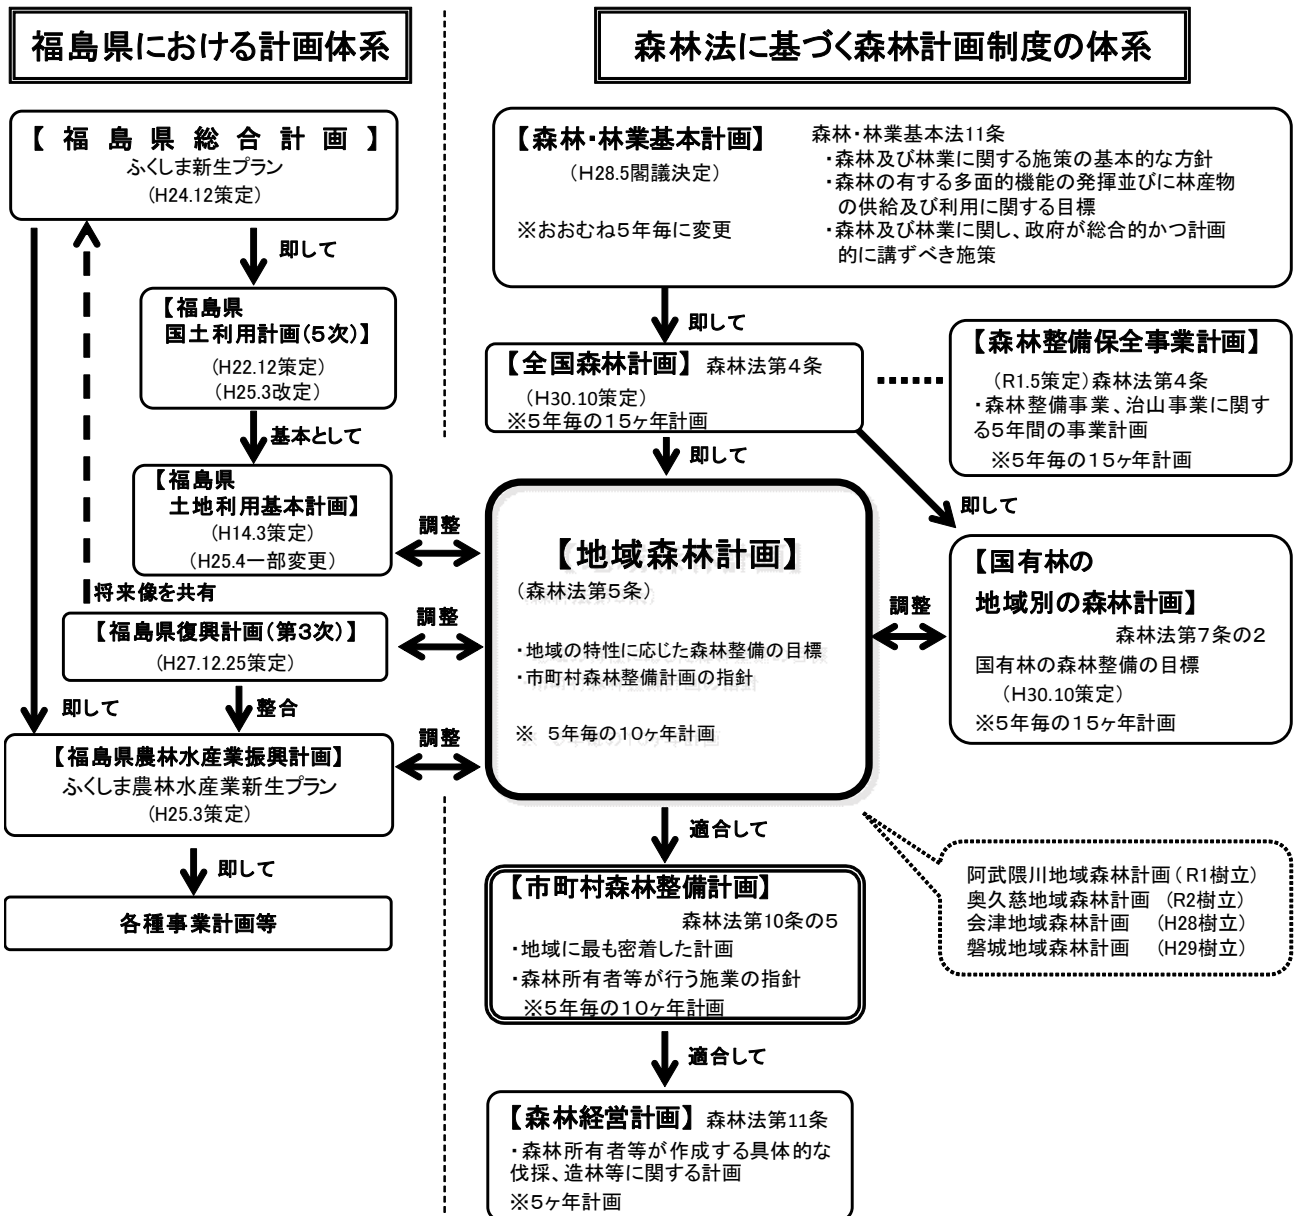 福島県における計画体系
【 福 島 県 総 合 計 画 】
ふくしま新生プラン
(H24.12策定)
即して
【福島県
国土利用計画(5次)】
(H22.12策定)
(H25.3改定)
基本として
【福島県
土地利用基本計画】
(H14.3策定)
(H25.4一部変更)
調整
将来像を共有
【福島県復興計画(第3次)】
(H27.12.25策定)
調整
即して
整合
【福島県農林水産業振興計画】
ふくしま農林水産業新生プラン
(H25.3策定)
調整
即して
各種事業計画等
森林法に基づく森林計画制度の体系
【森林・林業基本計画】
(H28.5閣議決定)
※おおむね5年毎に変更
森林・林業基本法11条
・森林及び林業に関する施策の基本的な方針
・森林の有する多面的機能の発揮並びに林産物
の供給及び利用に関する目標
・森林及び林業に関し、政府が総合的かつ計画
的に講ずべき施策
即して
【全国森林計画】 森林法第4条
(H30.10策定)
※5年毎の15ヶ年計画
【森林整備保全事業計画】
(R1.5策定)森林法第4条
・森林整備事業、治山事業に関す
る5年間の事業計画
※5年毎の15ヶ年計画
即して
即して
【地域森林計画】
(森林法第5条)
・地域の特性に応じた森林整備の目標
・市町村森林整備計画の指針
※ 5年毎の10ヶ年計画
調整
【国有林の
地域別の森林計画】
森林法第7条の2
国有林の森林整備の目標
(H30.10策定)
※5年毎の15ヶ年計画
適合して
阿武隈川地域森林計画(R1樹立)
奥久慈地域森林計画 (R2樹立)
会津地域森林計画 (H28樹立)
磐城地域森林計画 (H29樹立)
【市町村森林整備計画】
森林法第10条の5
・地域に最も密着した計画
・森林所有者等が行う施業の指針
※5年毎の10ヶ年計画
適合して
【森林経営計画】 森林法第11条
・森林所有者等が作成する具体的な
伐採、造林等に関する計画
※5ヶ年計画